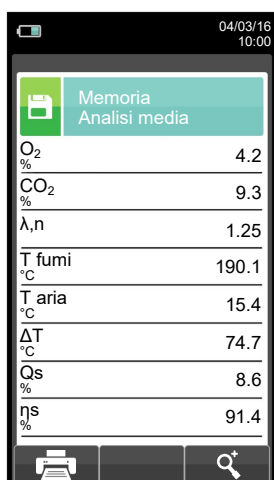 04/03/16
10:00
Memoria
Analisi media
O2
%
4.2
CO2
%
9.3
λ,n
1.25
T fumi
°C
190.1
T aria
°C
15.4
ΔT
°C
74.7
Qs
%
8.6
ηs
%
91.4